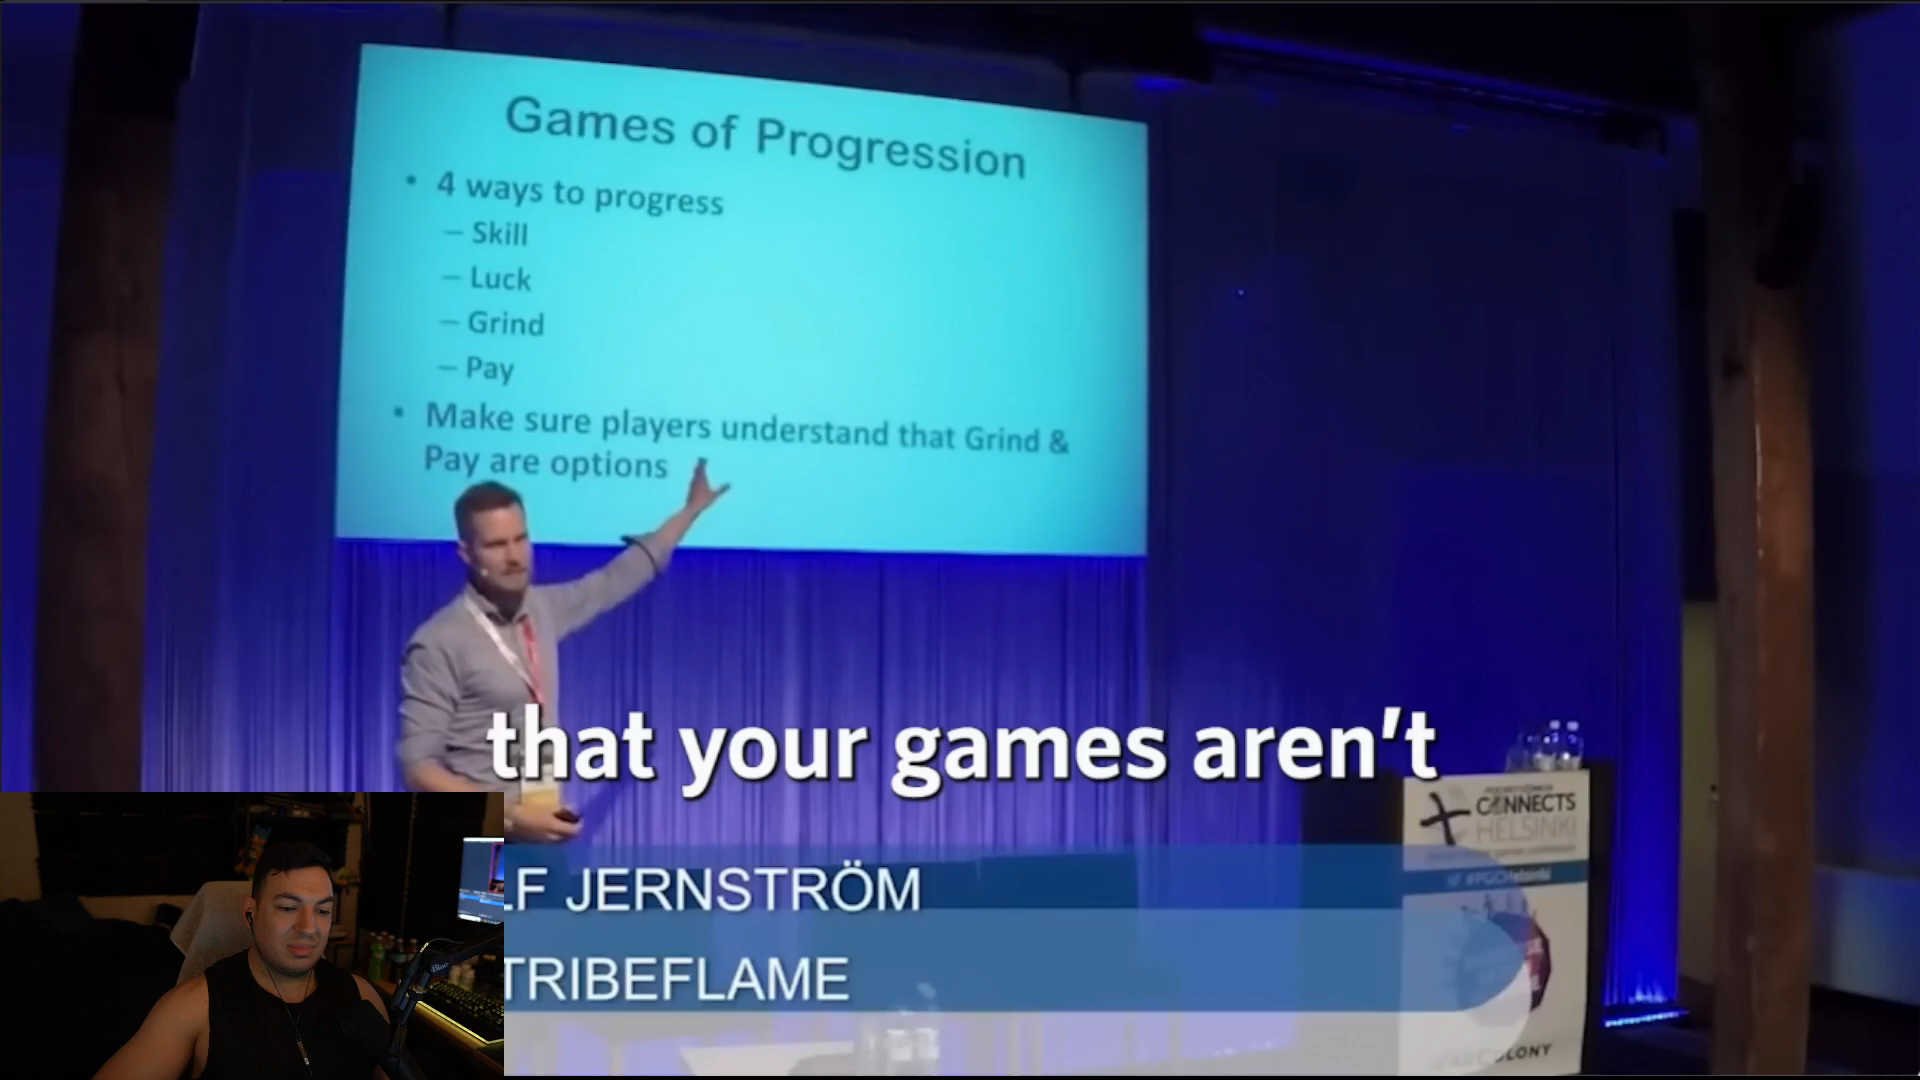 Games of Progression
• 4 ways to progress
– Skill
– Luck
– Grind
– Pay
• Make sure players understand that Grind &
Pay are options
that your games aren't
CONNECTS
HELSINKI
LF JERNSTRÖM
TRIBEFLAME